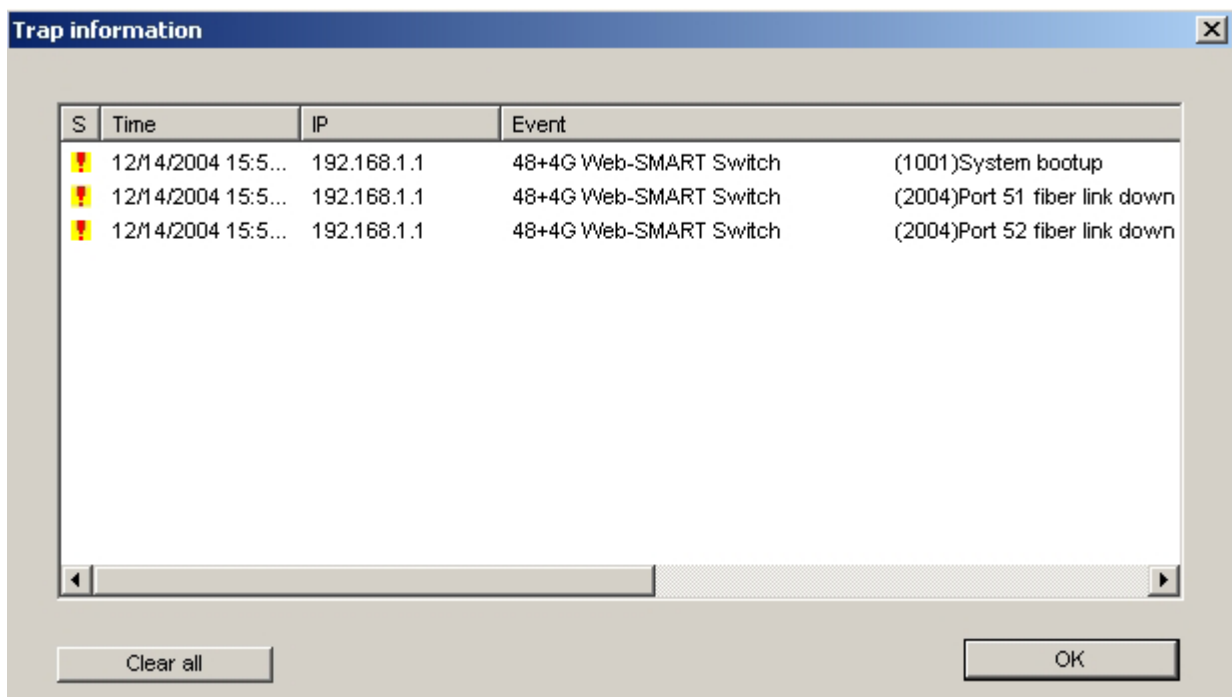 Trap information
S Time IP Event
12/14/2004 15:5... 192.168.1.1 48+4G Web-SMART Switch (1001)System bootup
12/14/2004 15:5... 192.168.1.1 48+4G Web-SMART Switch (2004)Port 51 fiber link down
12/14/2004 15:5... 192.168.1.1 48+4G Web-SMART Switch (2004)Port 52 fiber link down
Clear all OK